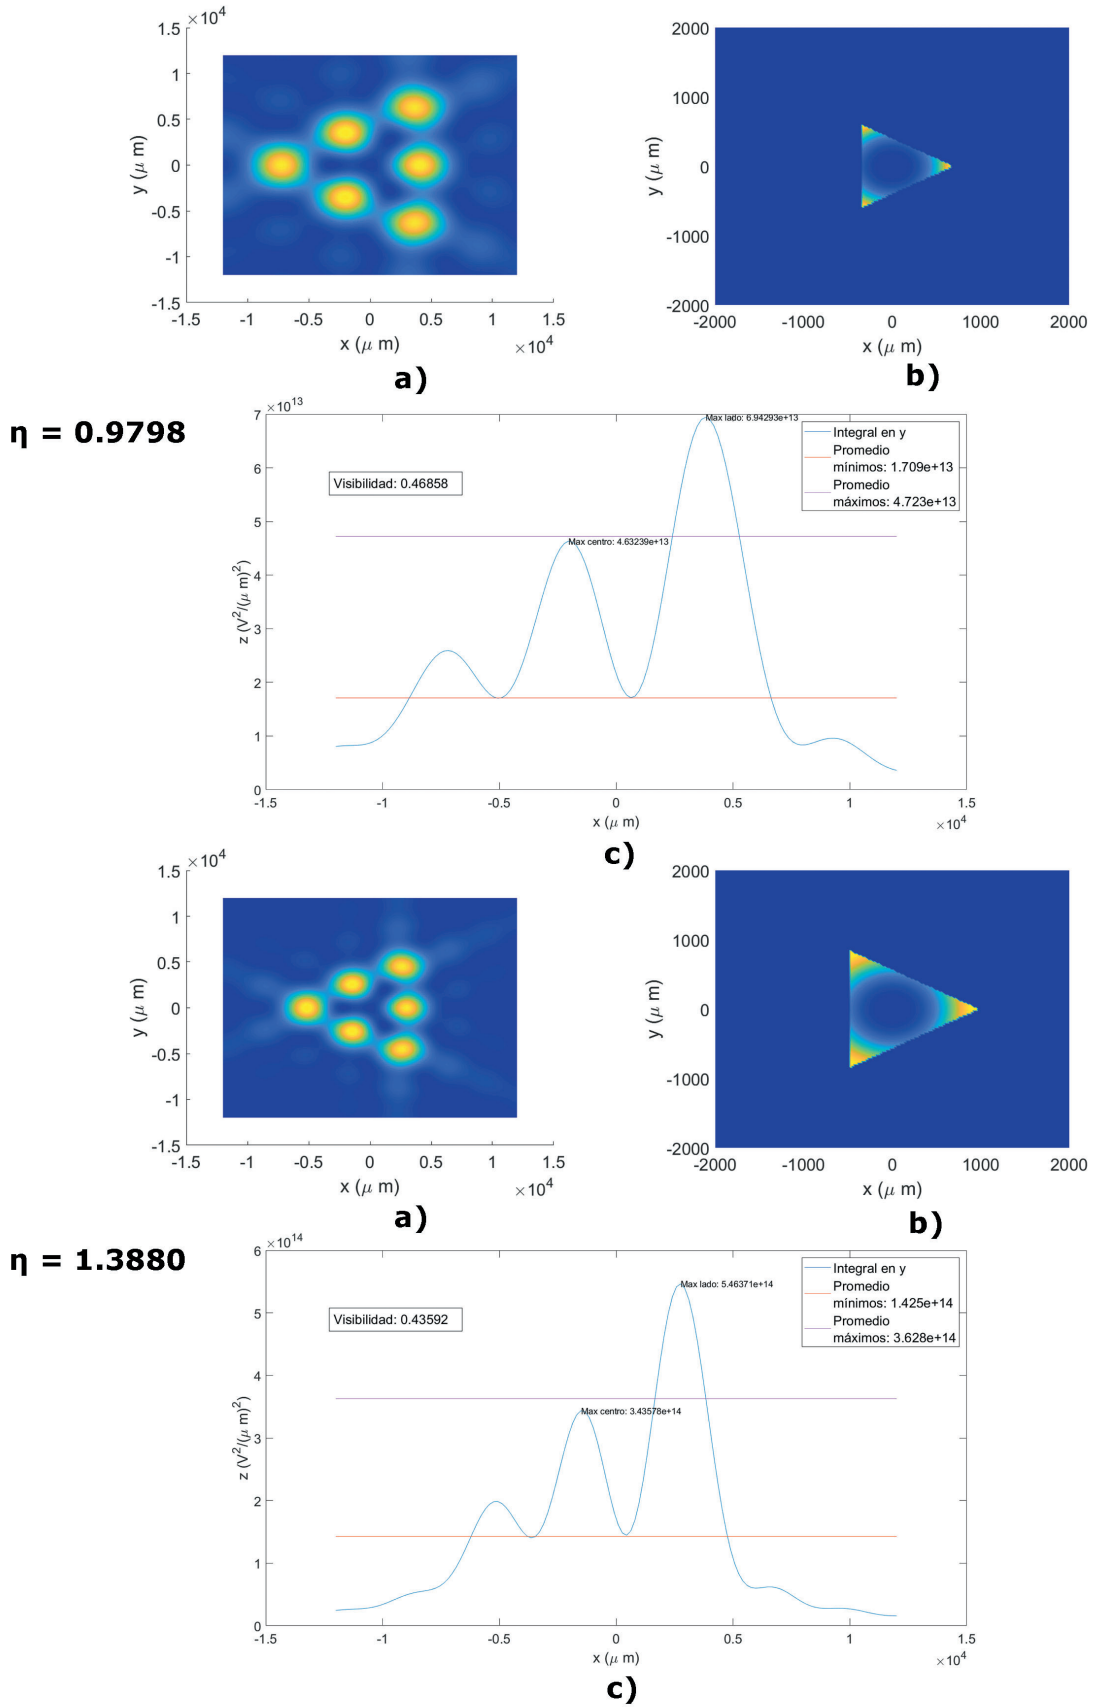 ×10⁴
1.5
1
0.5
0
-0.5
-1
-1.5
y (μ m)
-1.5 -1 -0.5 0 0.5 1 1.5
x (μ m)
×10⁴
a)
2000
1000
0
-1000
-2000
y (μ m)
-2000 -1000 0 1000 2000
x (μ m)
b)
η = 0.9798
×10¹³
7
6
5
4
3
2
1
0
z (V²/(μ m)²)
Visibilidad: 0.46858
Max centro: 4.63239e+13
Max lado: 6.94293e+13
Integral en y
Promedio
mínimos: 1.709e+13
Promedio
máximos: 4.723e+13
-1.5 -1 -0.5 0 0.5 1 1.5
x (μ m)
×10⁴
c)
×10⁴
1.5
1
0.5
0
-0.5
-1
-1.5
y (μ m)
-1.5 -1 -0.5 0 0.5 1 1.5
x (μ m)
×10⁴
a)
2000
1000
0
-1000
-2000
y (μ m)
-2000 -1000 0 1000 2000
x (μ m)
b)
η = 1.3880
×10¹⁴
6
5
4
3
2
1
0
z (V²/(μ m)²)
Visibilidad: 0.43592
Max centro: 3.43578e+14
Max lado: 5.46371e+14
Integral en y
Promedio
mínimos: 1.425e+14
Promedio
máximos: 3.628e+14
-1.5 -1 -0.5 0 0.5 1 1.5
x (μ m)
×10⁴
c)